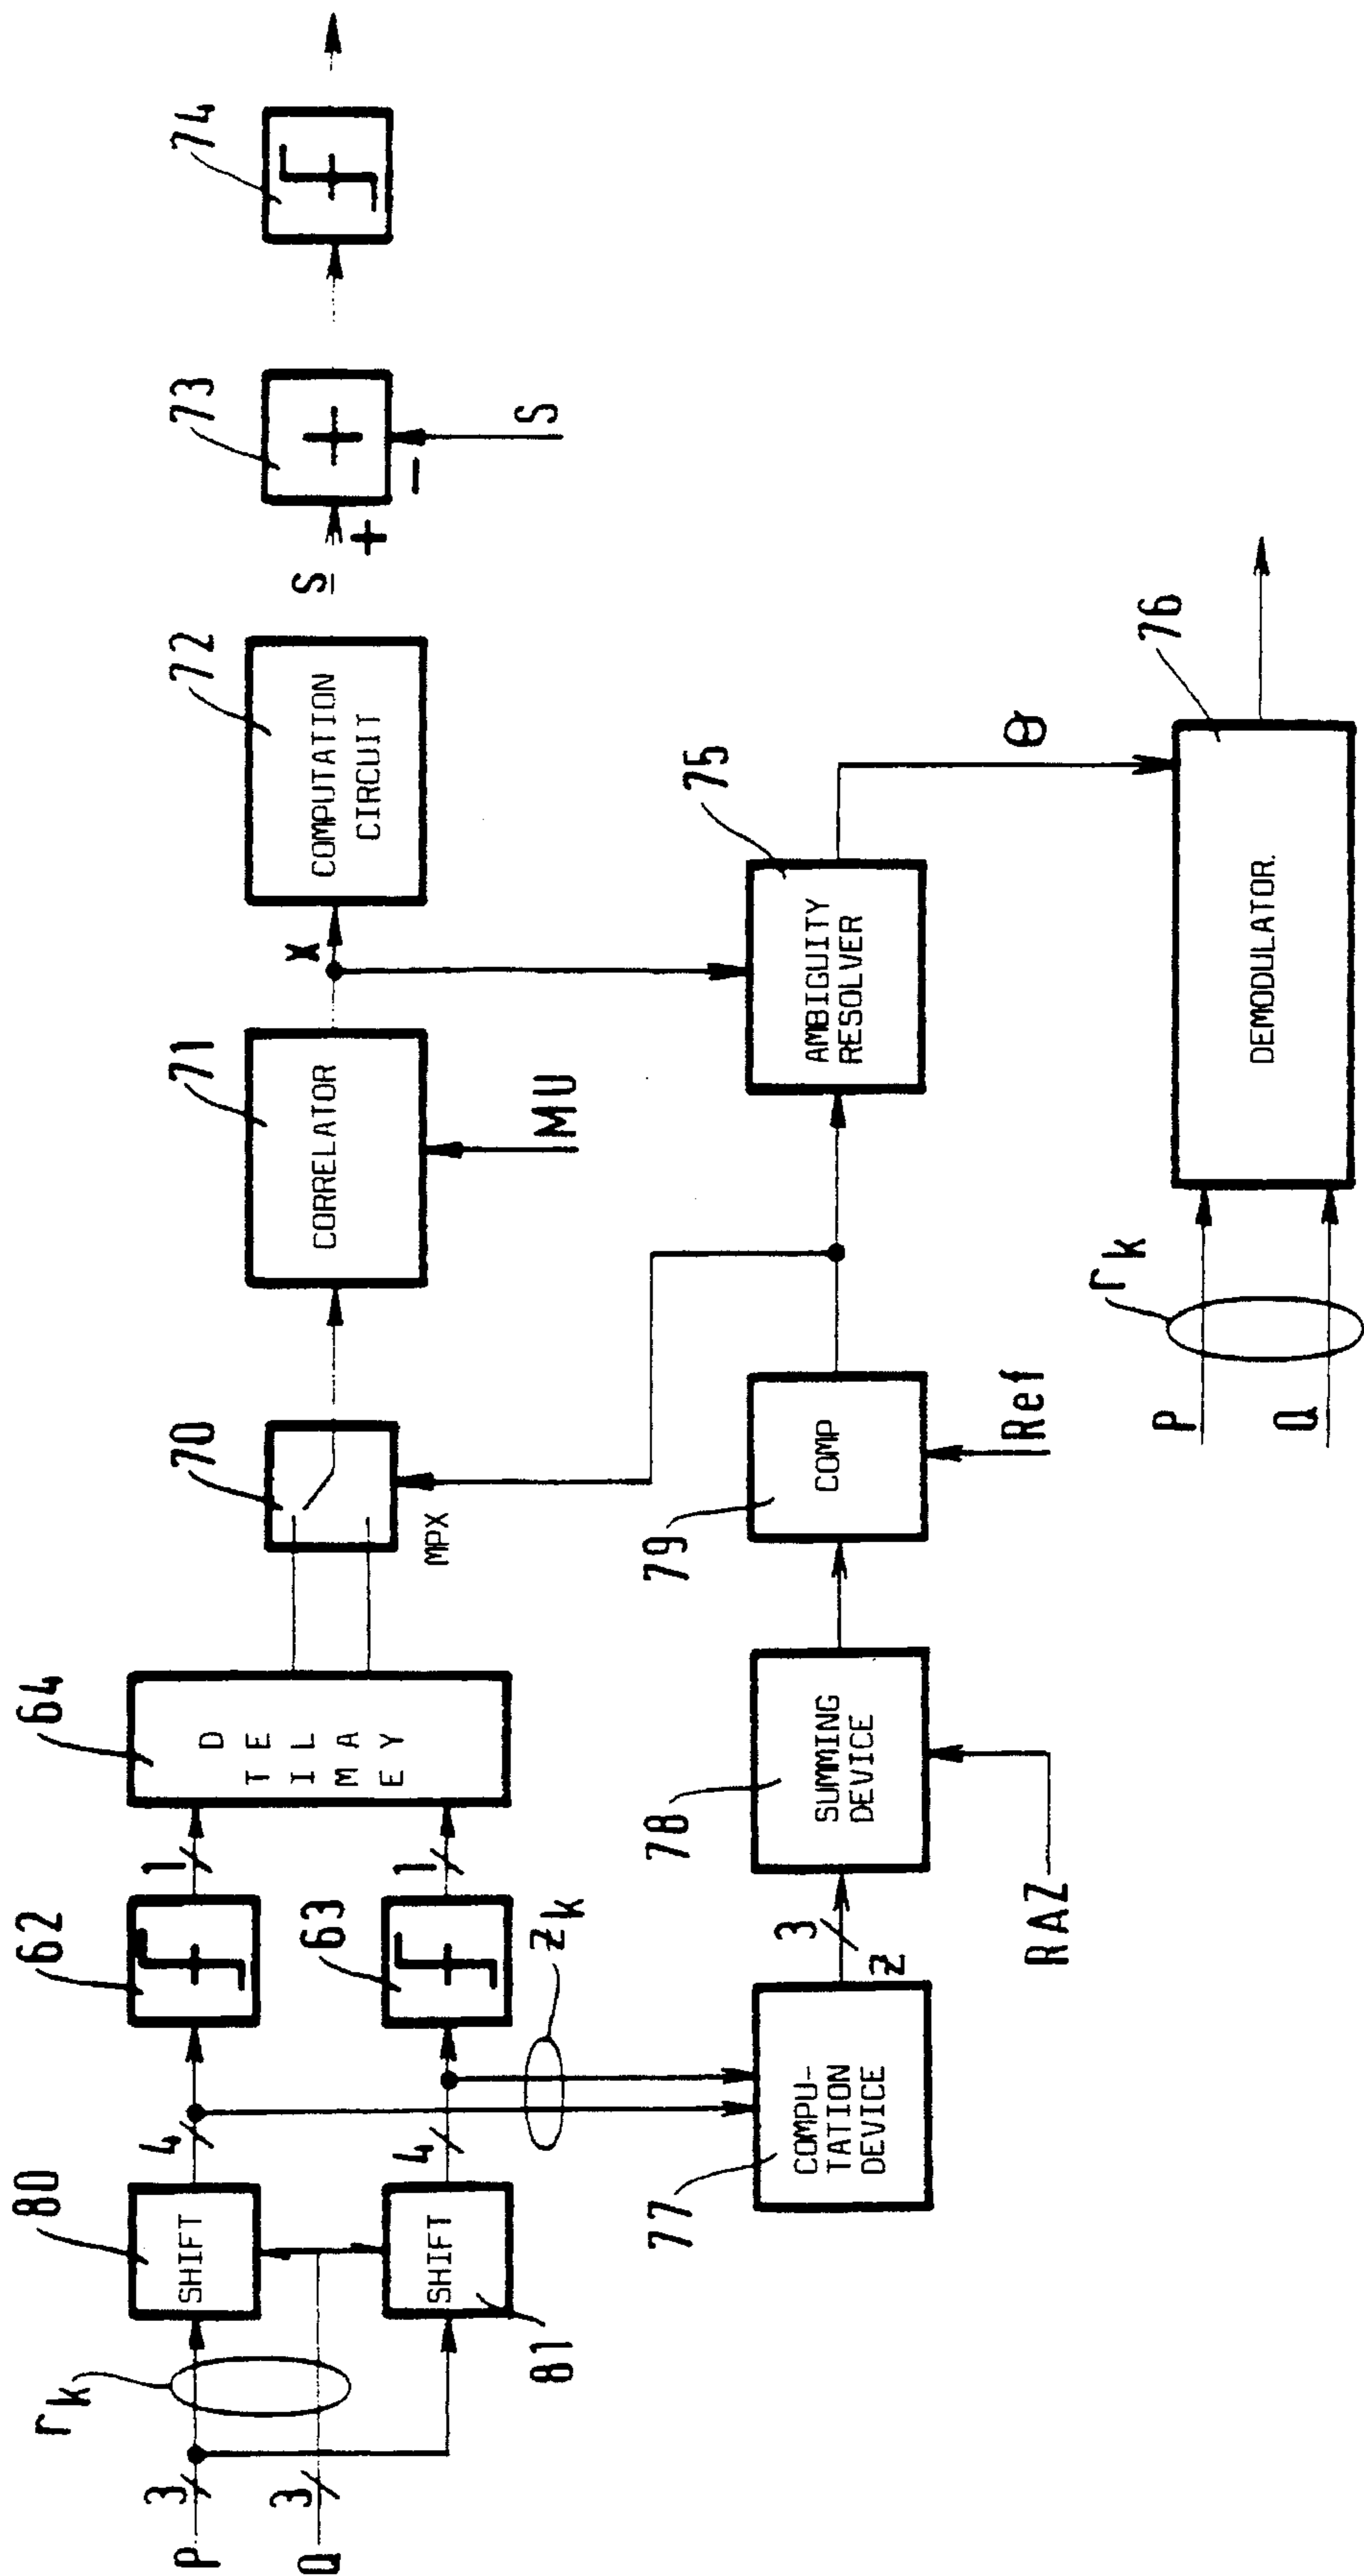 P
3
Q
3
rk
80
SHIFT
SHIFT
81
4
4
62
63
zk
1
1
64
D
T E
I L
M A
E Y
70
MPX
71
CORRELATOR
MU
X
72
COMPUTATION
CIRCUIT
S
+
73
+
−
S
74
77
COMPU-
TATION
DEVICE
3
z
78
SUMMING
DEVICE
RAZ
79
COMP
Ref
75
AMBIGUITY
RESOLVER
θ
76
DEMODULATOR.
P
Q
rk